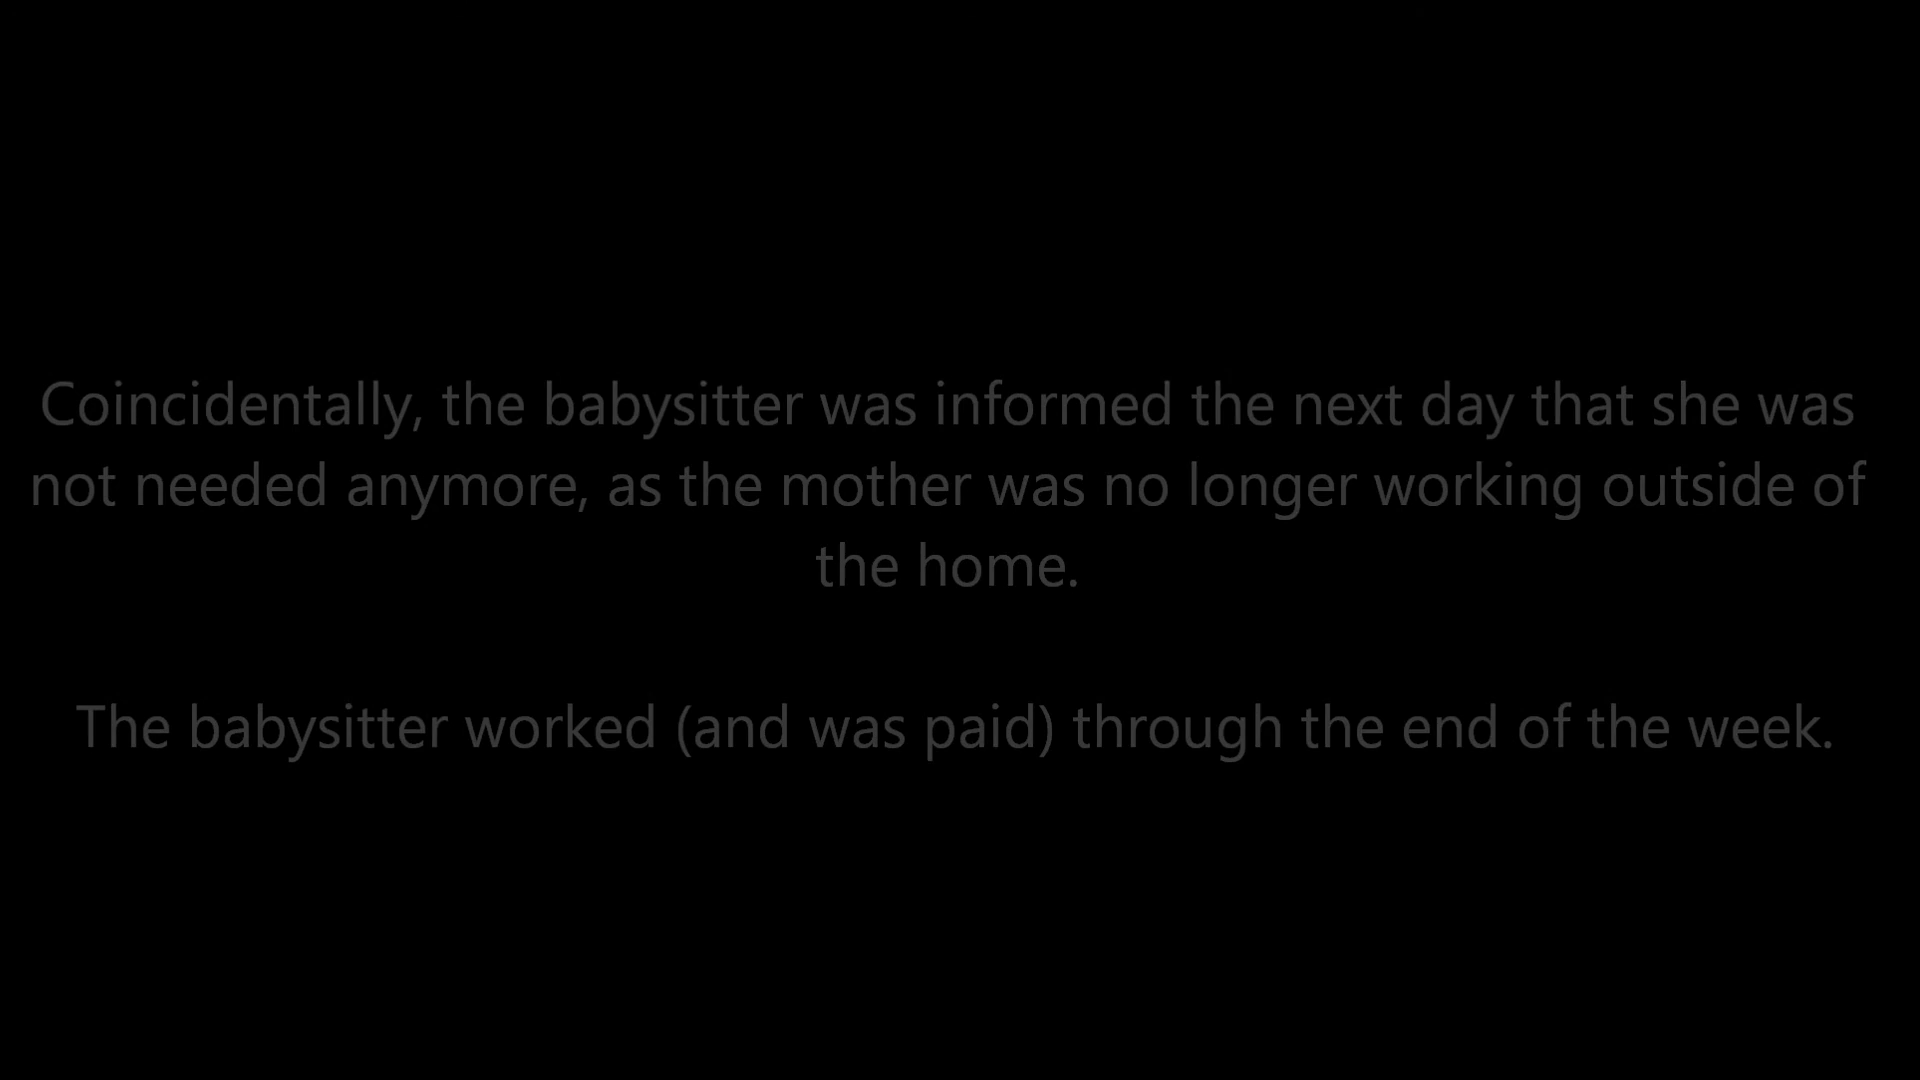 Coincidentally, the babysitter was informed the next day that she was
not needed anymore, as the mother was no longer working outside of
the home.
The babysitter worked (and was paid) through the end of the week.